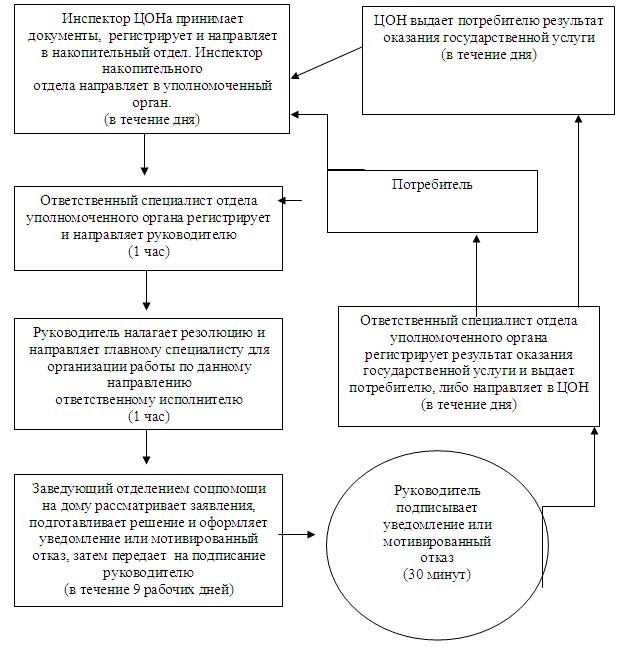 Инспектор ЦОНа принимает
документы, регистрирует и направляет
в накопительный отдел. Инспектор
накопительного
отдела направляет в уполномоченный
орган.
(в течение дня)
ЦОН выдает потребителю результат
оказания государственной услуги
(в течение дня)
Потребитель
Ответственный специалист отдела
уполномоченного органа регистрирует
и направляет руководителю
(1 час)
Руководитель налагает резолюцию и
направляет главному специалисту для
организации работы по данному
направлению
ответственному исполнителю
(1 час)
Ответственный специалист отдела
уполномоченного органа
регистрирует результат оказания
государственной услуги и выдает
потребителю, либо направляет в ЦОН
(в течение дня)
Заведующий отделением соцпомощи
на дому рассматривает заявления,
подготавливает решение и оформляет
уведомление или мотивированный
отказ, затем передает на подписание
руководителю
(в течение 9 рабочих дней)
Руководитель
подписывает
уведомление или
мотивированный
отказ
(30 минут)